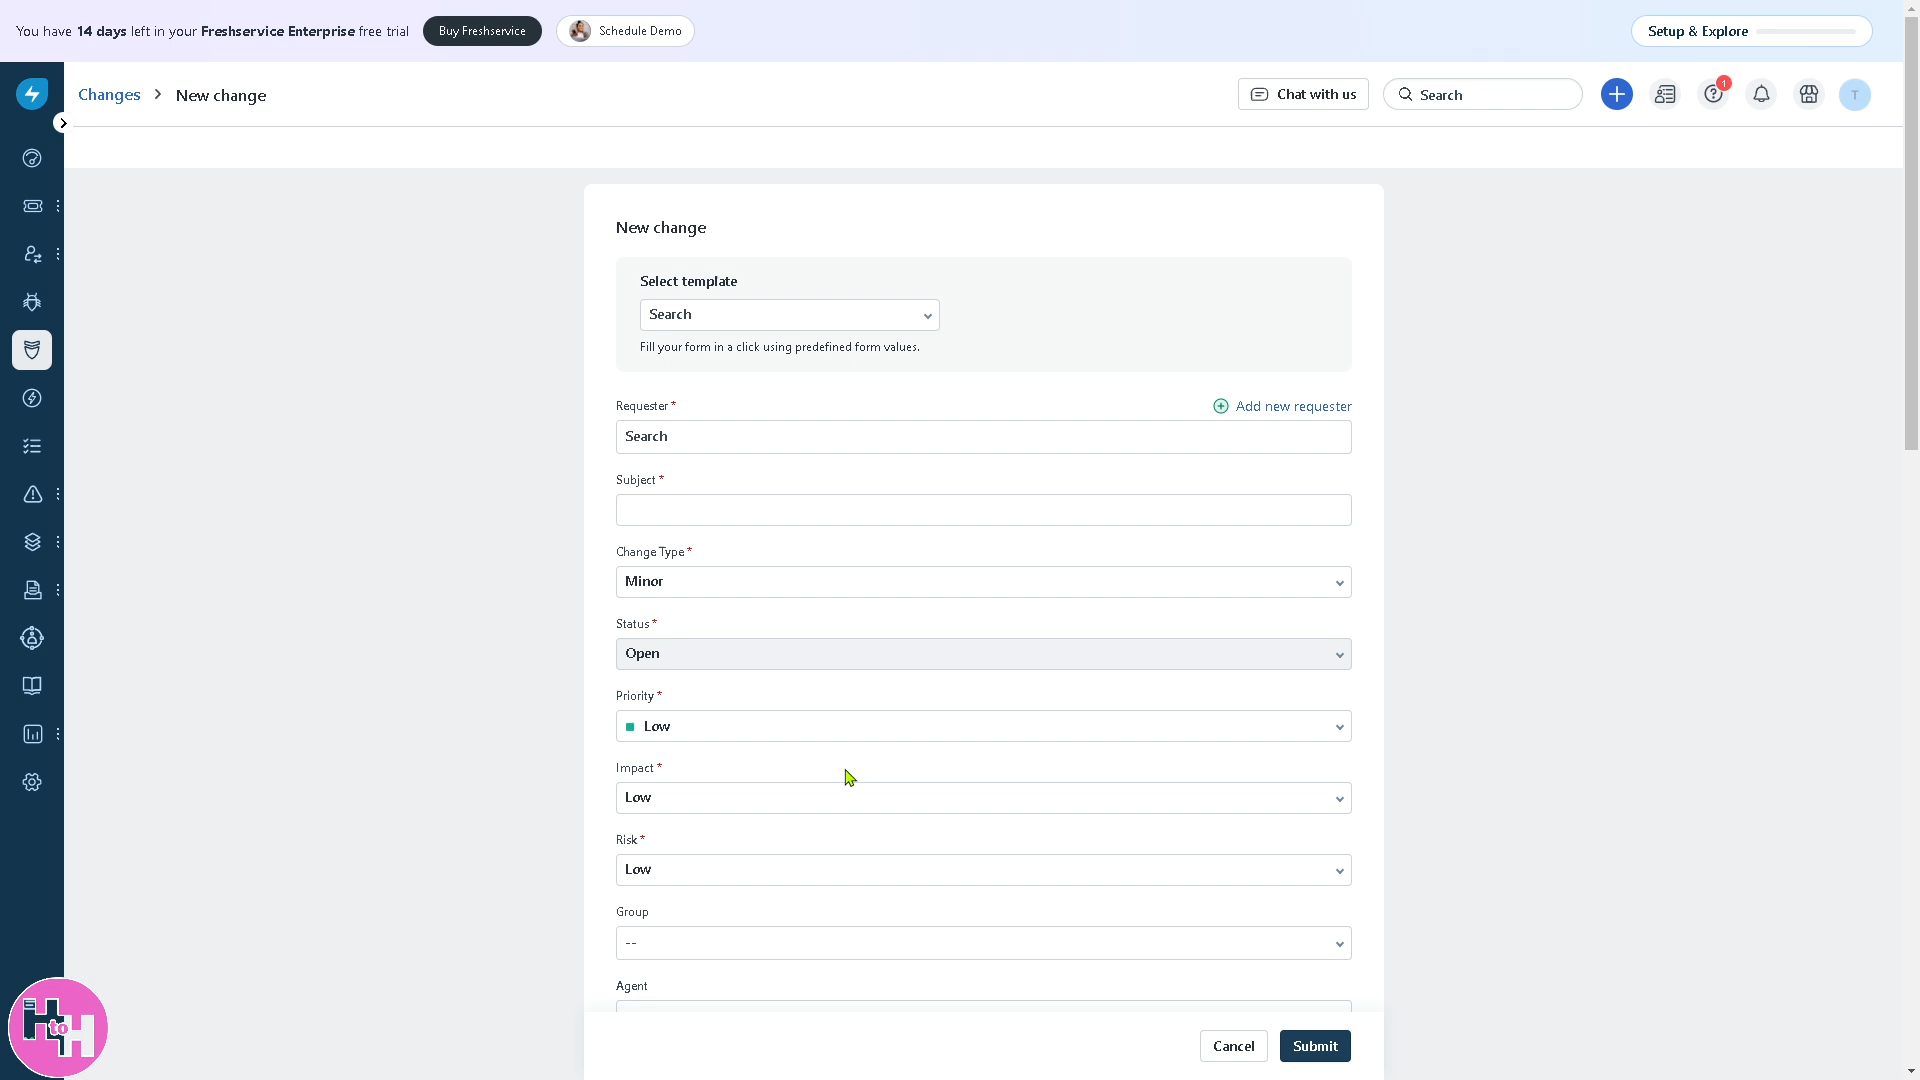 You have 14 days left in your Freshservice Enterprise free trial
Buy Freshservice
Schedule Demo
Setup & Explore
Changes > New change
Chat with us
Search
1
T
New change
Select template
Search
Fill your form in a click using predefined form values.
Requester *
Add new requester
Search
Subject *
Change Type *
Minor
Status *
Open
Priority *
Low
Impact *
Low
Risk *
Low
Group
--
Agent
Cancel
Submit
H to H